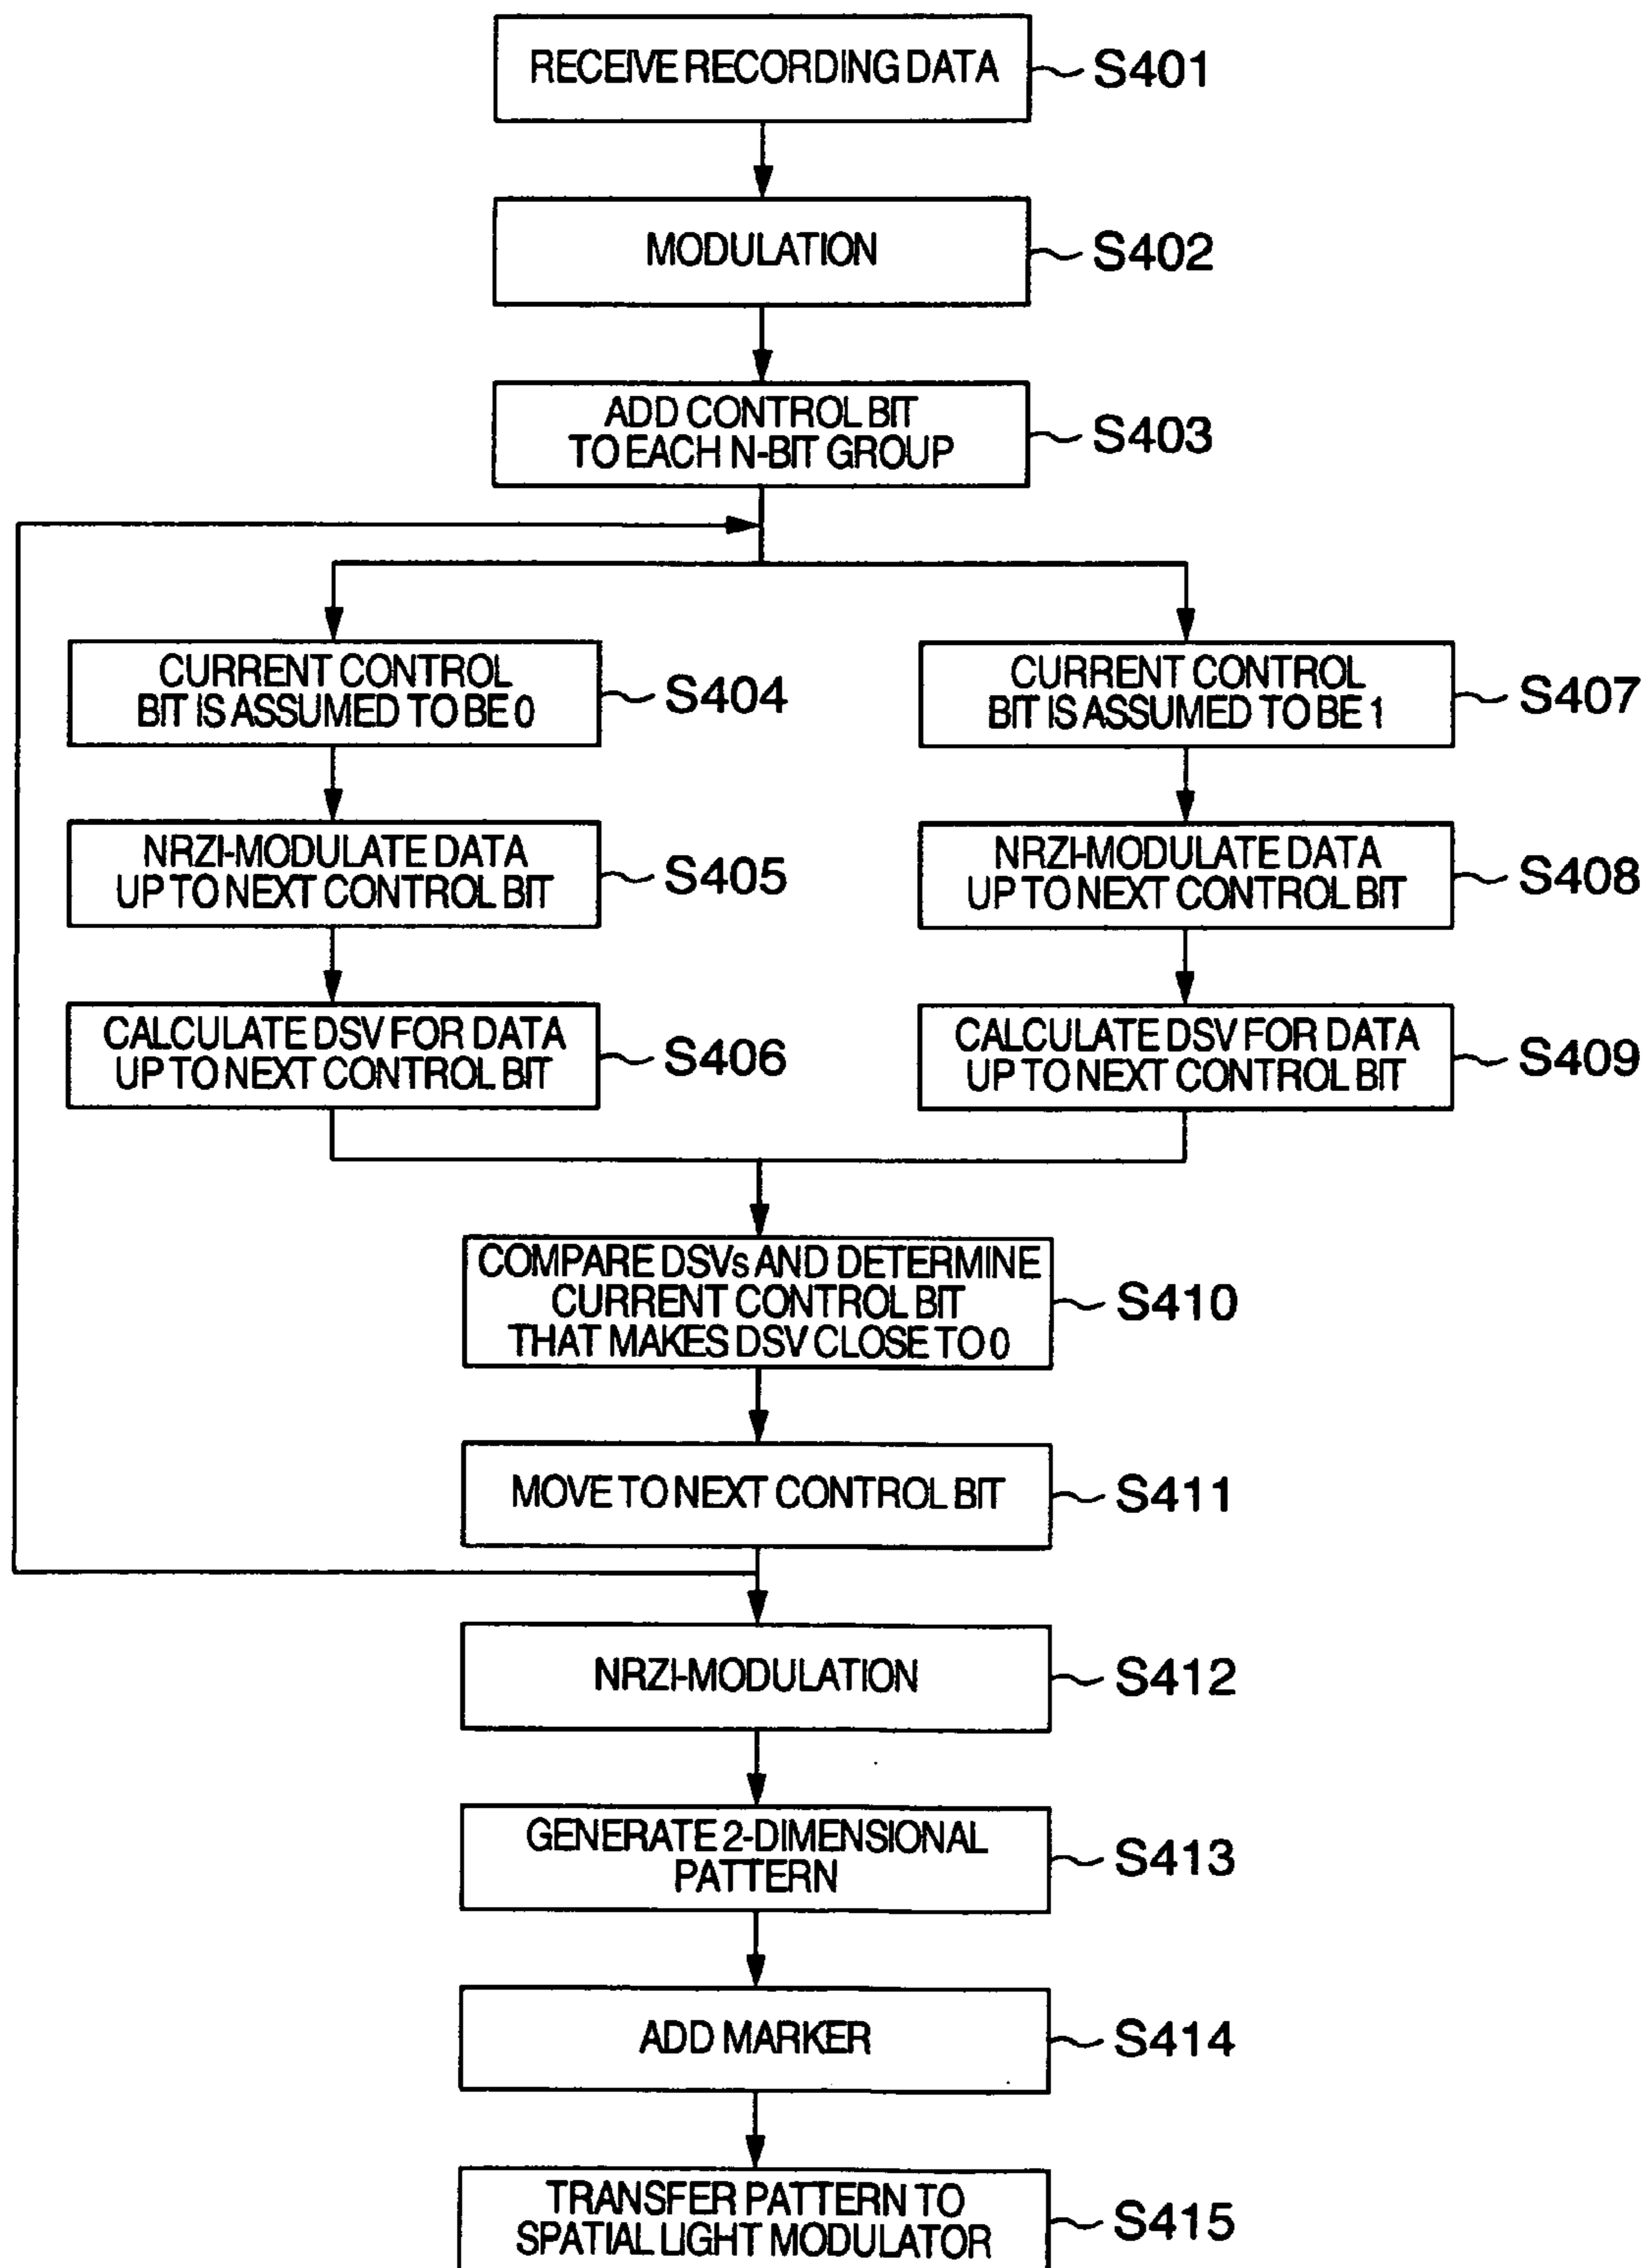 RECEIVE RECORDING DATA
S401
MODULATION
S402
ADD CONTROL BIT
TO EACH N-BIT GROUP
S403
CURRENT CONTROL
BIT IS ASSUMED TO BE 0
S404
CURRENT CONTROL
BIT IS ASSUMED TO BE 1
S407
NRZI-MODULATE DATA
UP TO NEXT CONTROL BIT
S405
NRZI-MODULATE DATA
UP TO NEXT CONTROL BIT
S408
CALCULATE DSV FOR DATA
UP TO NEXT CONTROL BIT
S406
CALCULATE DSV FOR DATA
UP TO NEXT CONTROL BIT
S409
COMPARE DSVs AND DETERMINE
CURRENT CONTROL BIT
THAT MAKES DSV CLOSE TO 0
S410
MOVE TO NEXT CONTROL BIT
S411
NRZI-MODULATION
S412
GENERATE 2-DIMENSIONAL
PATTERN
S413
ADD MARKER
S414
TRANSFER PATTERN TO
SPATIAL LIGHT MODULATOR
S415